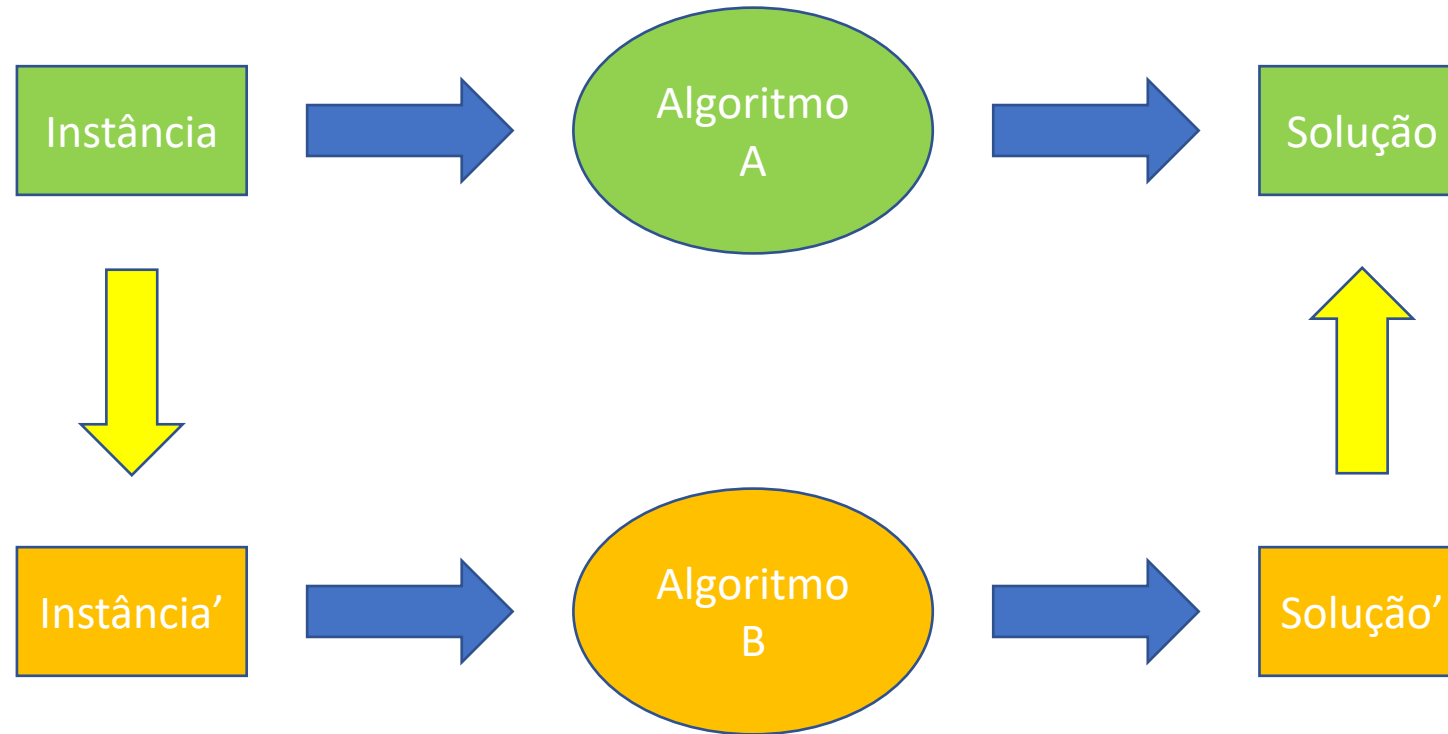 Instância
Algoritmo
A
Solução
Instância’
Algoritmo
B
Solução’